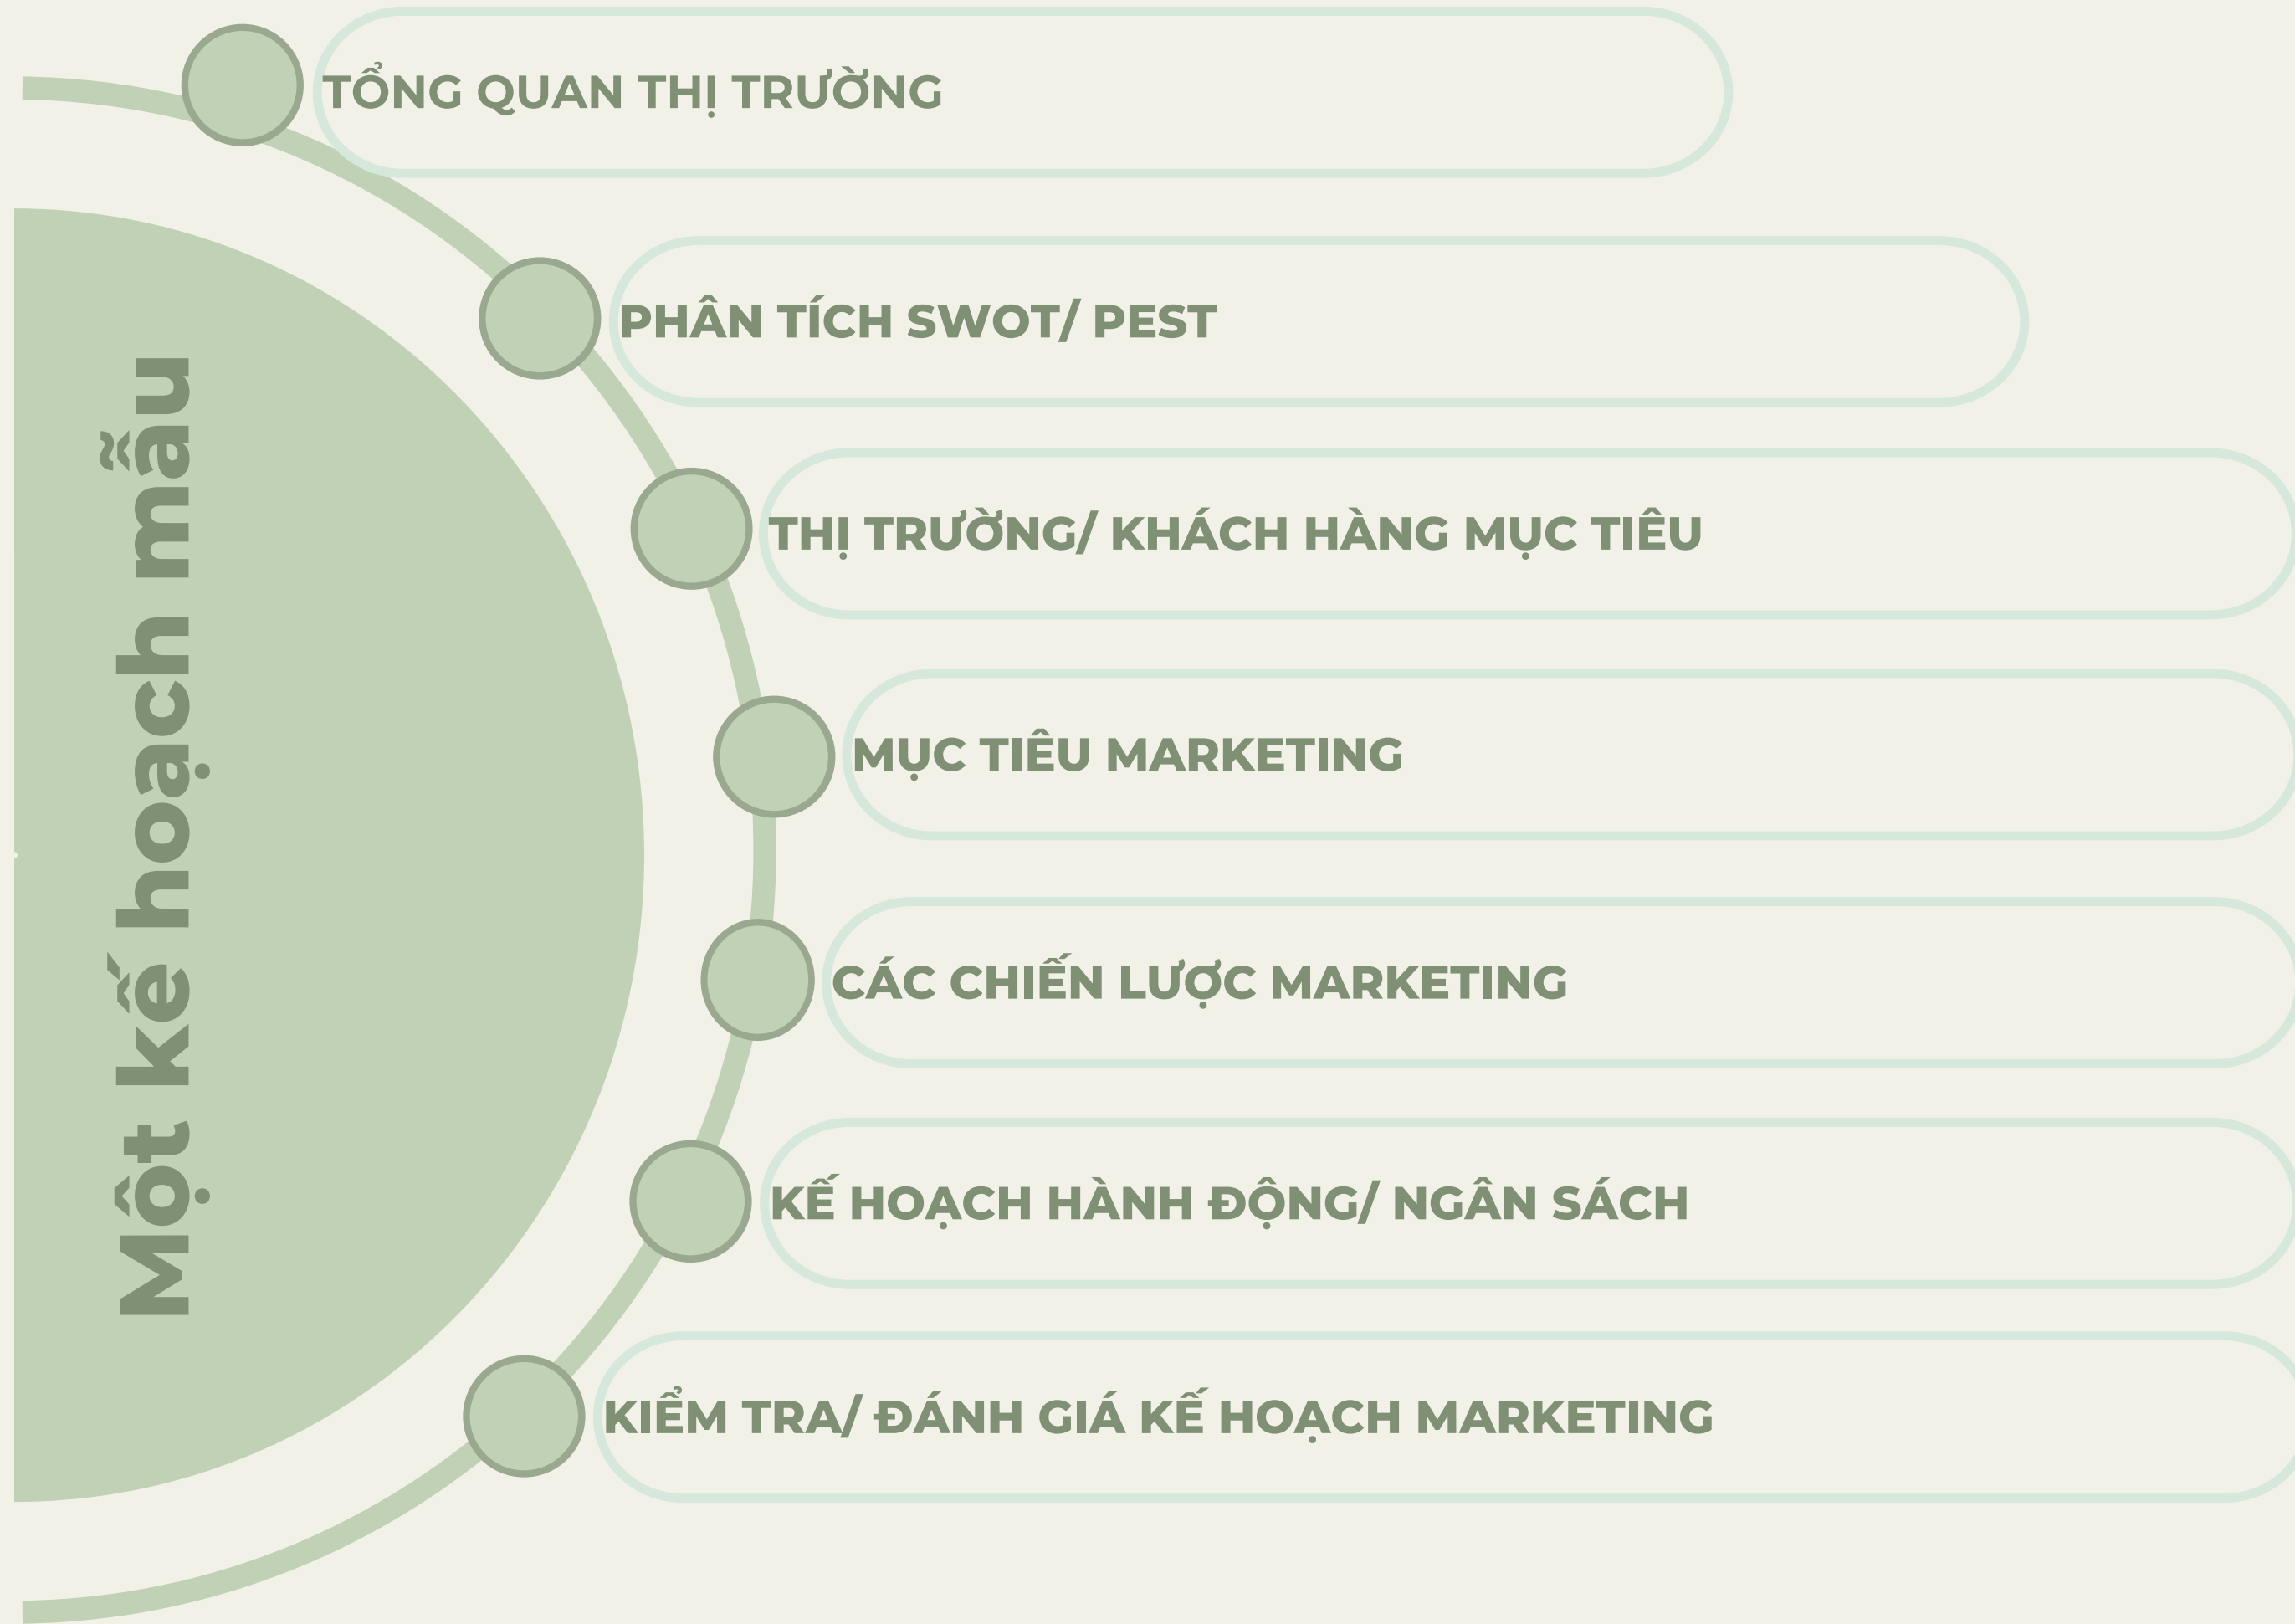 Một kế hoạch mẫu
TỔNG QUAN THỊ TRƯỜNG
PHÂN TÍCH SWOT/ PEST
THỊ TRƯỜNG/ KHÁCH HÀNG MỤC TIÊU
MỤC TIÊU MARKETING
CÁC CHIẾN LƯỢC MARKETING
KẾ HOẠCH HÀNH ĐỘNG/ NGÂN SÁCH
KIỂM TRA/ ĐÁNH GIÁ KẾ HOẠCH MARKETING